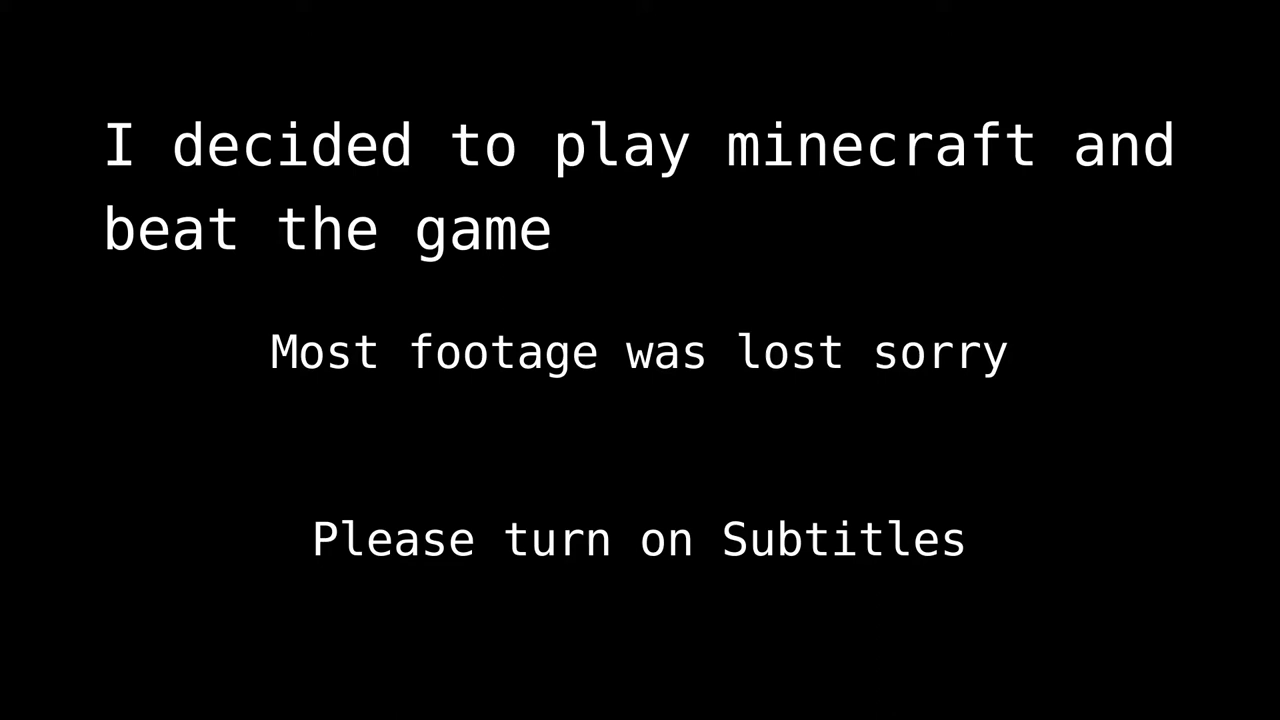 I decided to play minecraft and
beat the game
Most footage was lost sorry
Please turn on Subtitles